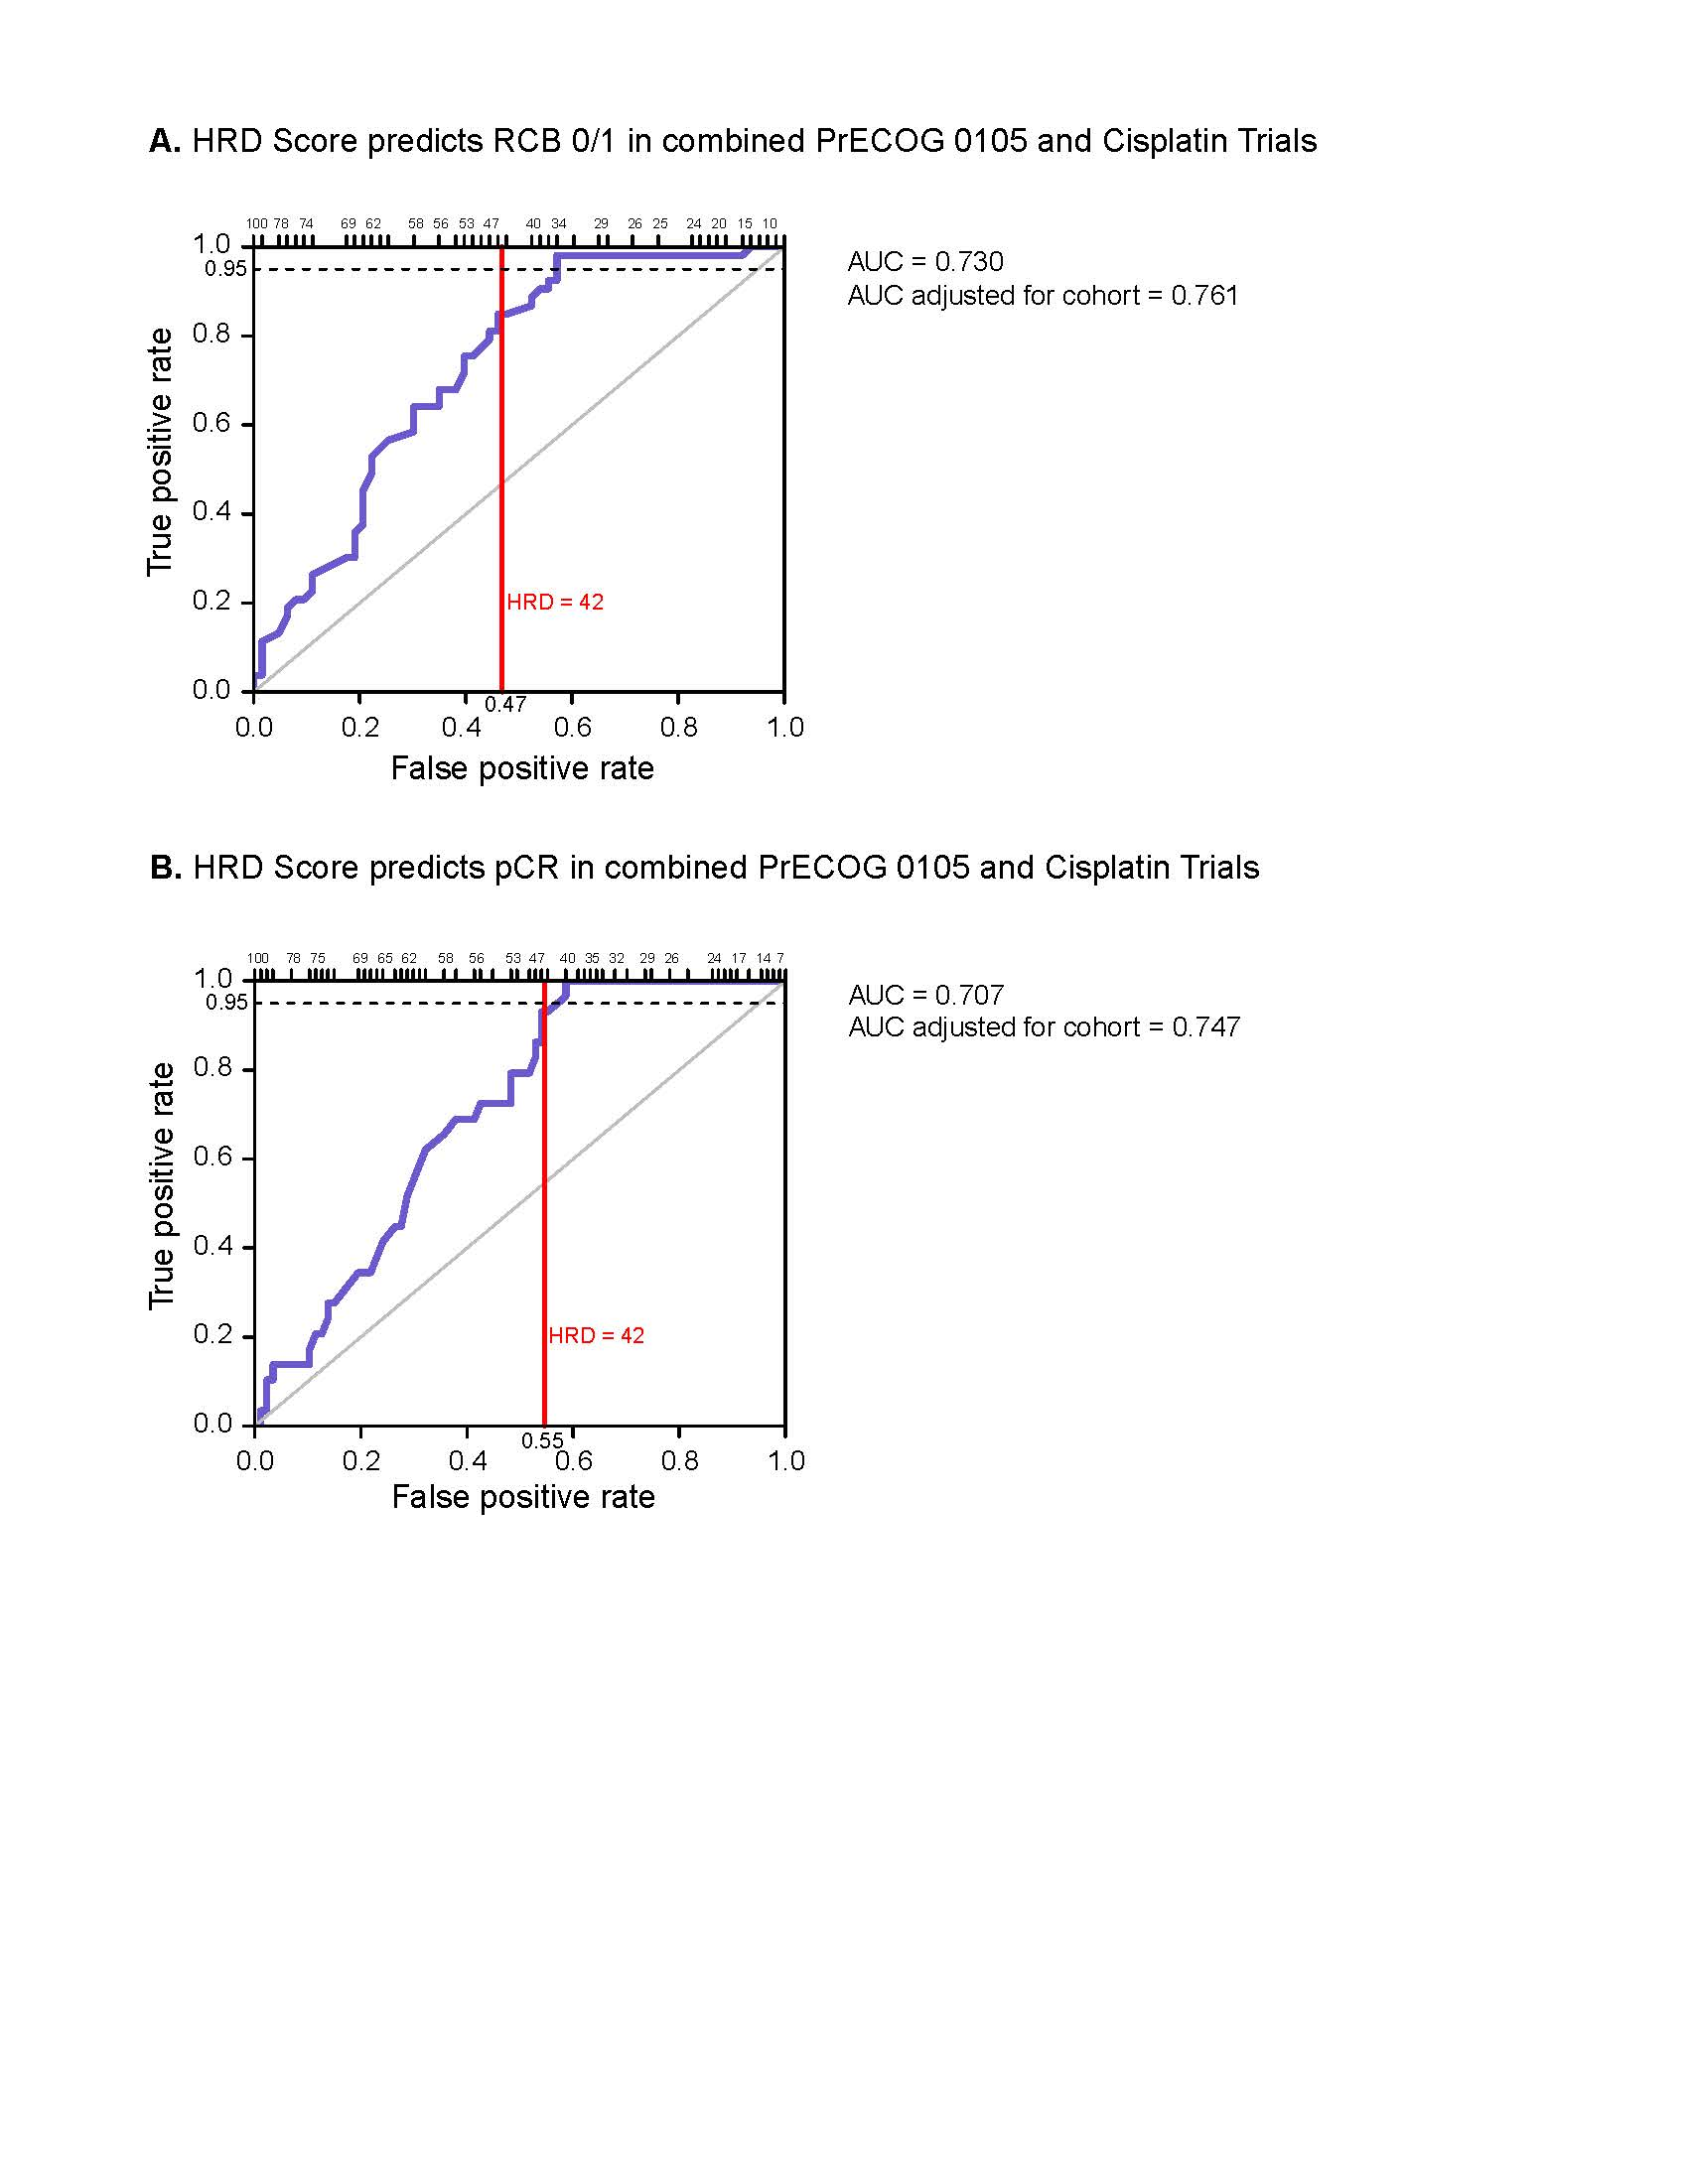 A. HRD Score predicts RCB 0/1 in combined PrECOG 0105 and Cisplatin Trials
100 78 74 69 62 58 56 53 47 40 34 29 26 25 24 20 15 10
1.0
0.95
0.8
0.6
0.4
0.2
0.0
True positive rate
AUC = 0.730
AUC adjusted for cohort = 0.761
HRD = 42
0.47
0.0 0.2 0.4 0.6 0.8 1.0
False positive rate
B. HRD Score predicts pCR in combined PrECOG 0105 and Cisplatin Trials
100 78 75 69 65 62 58 56 53 47 40 35 32 29 26 24 17 14 7
1.0
0.95
0.8
0.6
0.4
0.2
0.0
True positive rate
AUC = 0.707
AUC adjusted for cohort = 0.747
HRD = 42
0.55
0.0 0.2 0.4 0.6 0.8 1.0
False positive rate